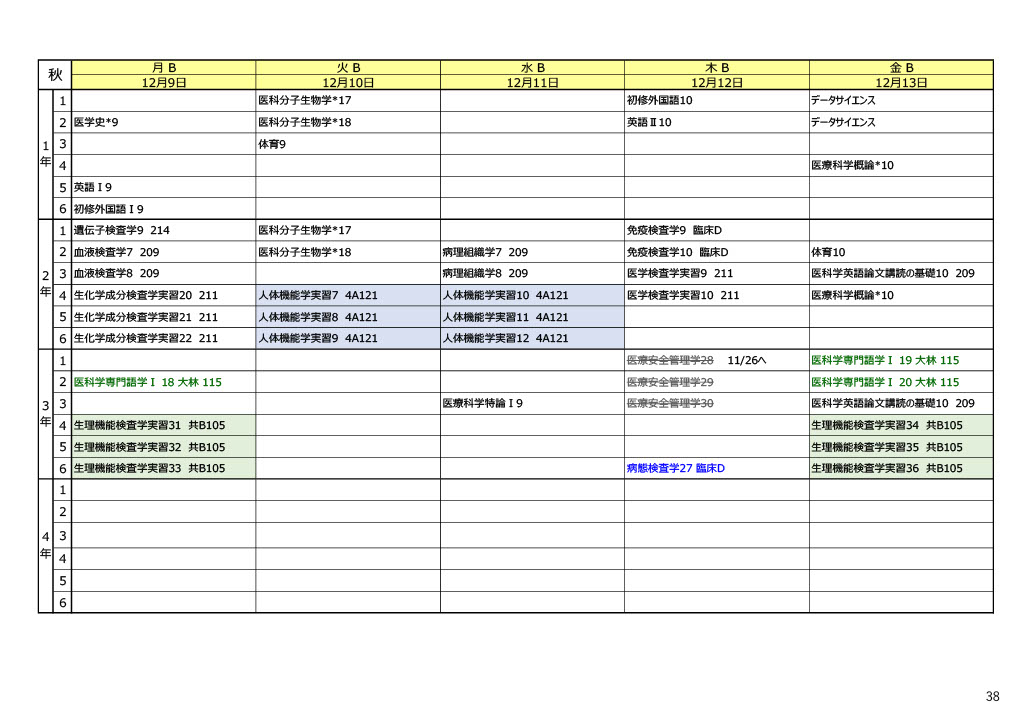 秋 月 B 火 B 水 B 木 B 金 B
12月9日 12月10日 12月11日 12月12日 12月13日
1年
1 医科分子生物学*17 初修外国語10 データサイエンス
2 医学史*9 医科分子生物学*18 英語Ⅱ10 データサイエンス
3 体育9
4 医療科学概論*10
5 英語Ⅰ9
6 初修外国語Ⅰ9
2年
1 遺伝子検査学9 214 医科分子生物学*17 免疫検査学9 臨床D
2 血液検査学7 209 医科分子生物学*18 病理組織学7 209 免疫検査学10 臨床D 体育10
3 血液検査学8 209 病理組織学8 209 医学検査学実習9 211 医科学英語論文講読の基礎10 209
4 生化学成分検査学実習20 211 人体機能学実習7 4A121 人体機能学実習10 4A121 医学検査学実習10 211 医療科学概論*10
5 生化学成分検査学実習21 211 人体機能学実習8 4A121 人体機能学実習11 4A121
6 生化学成分検査学実習22 211 人体機能学実習9 4A121 人体機能学実習12 4A121
3年
1 医療安全管理学28 11/26へ 医科学専門語学Ⅰ 19 大林 115
2 医科学専門語学Ⅰ 18 大林 115 医療安全管理学29 医科学専門語学Ⅰ 20 大林 115
3 医療科学特論Ⅰ9 医療安全管理学30 医科学英語論文講読の基礎10 209
4 生理機能検査学実習31 共B105 生理機能検査学実習34 共B105
5 生理機能検査学実習32 共B105 生理機能検査学実習35 共B105
6 生理機能検査学実習33 共B105 病態検査学27 臨床D 生理機能検査学実習36 共B105
4年
1
2
3
4
5
6
38